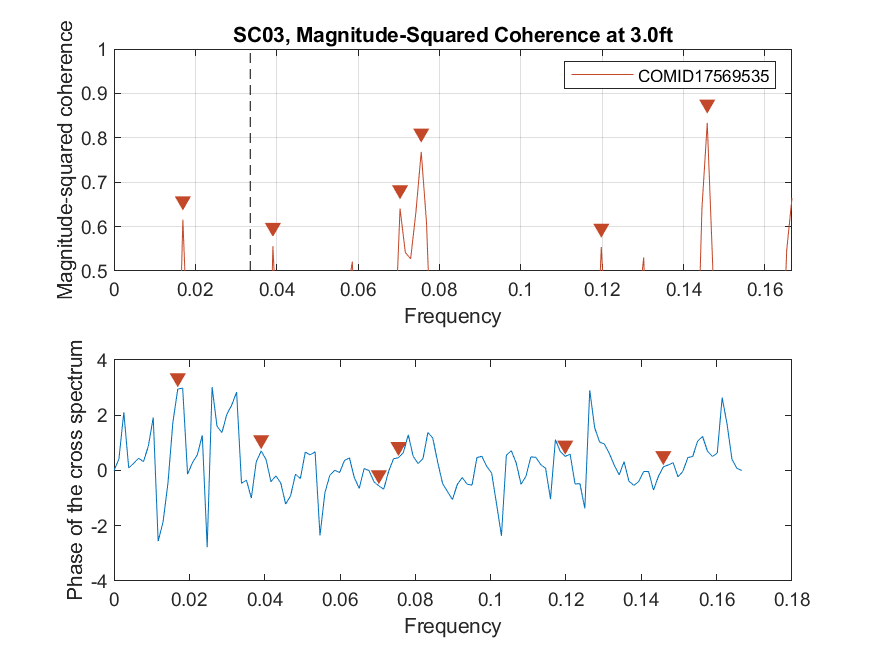 SC03, Magnitude-Squared Coherence at 3.0ft
Magnitude-squared coherence
1
0.9
0.8
0.7
0.6
0.5
COMID17569535
0 0.02 0.04 0.06 0.08 0.1 0.12 0.14 0.16
Frequency
Phase of the cross spectrum
4
2
0
-2
-4
0 0.02 0.04 0.06 0.08 0.1 0.12 0.14 0.16 0.18
Frequency